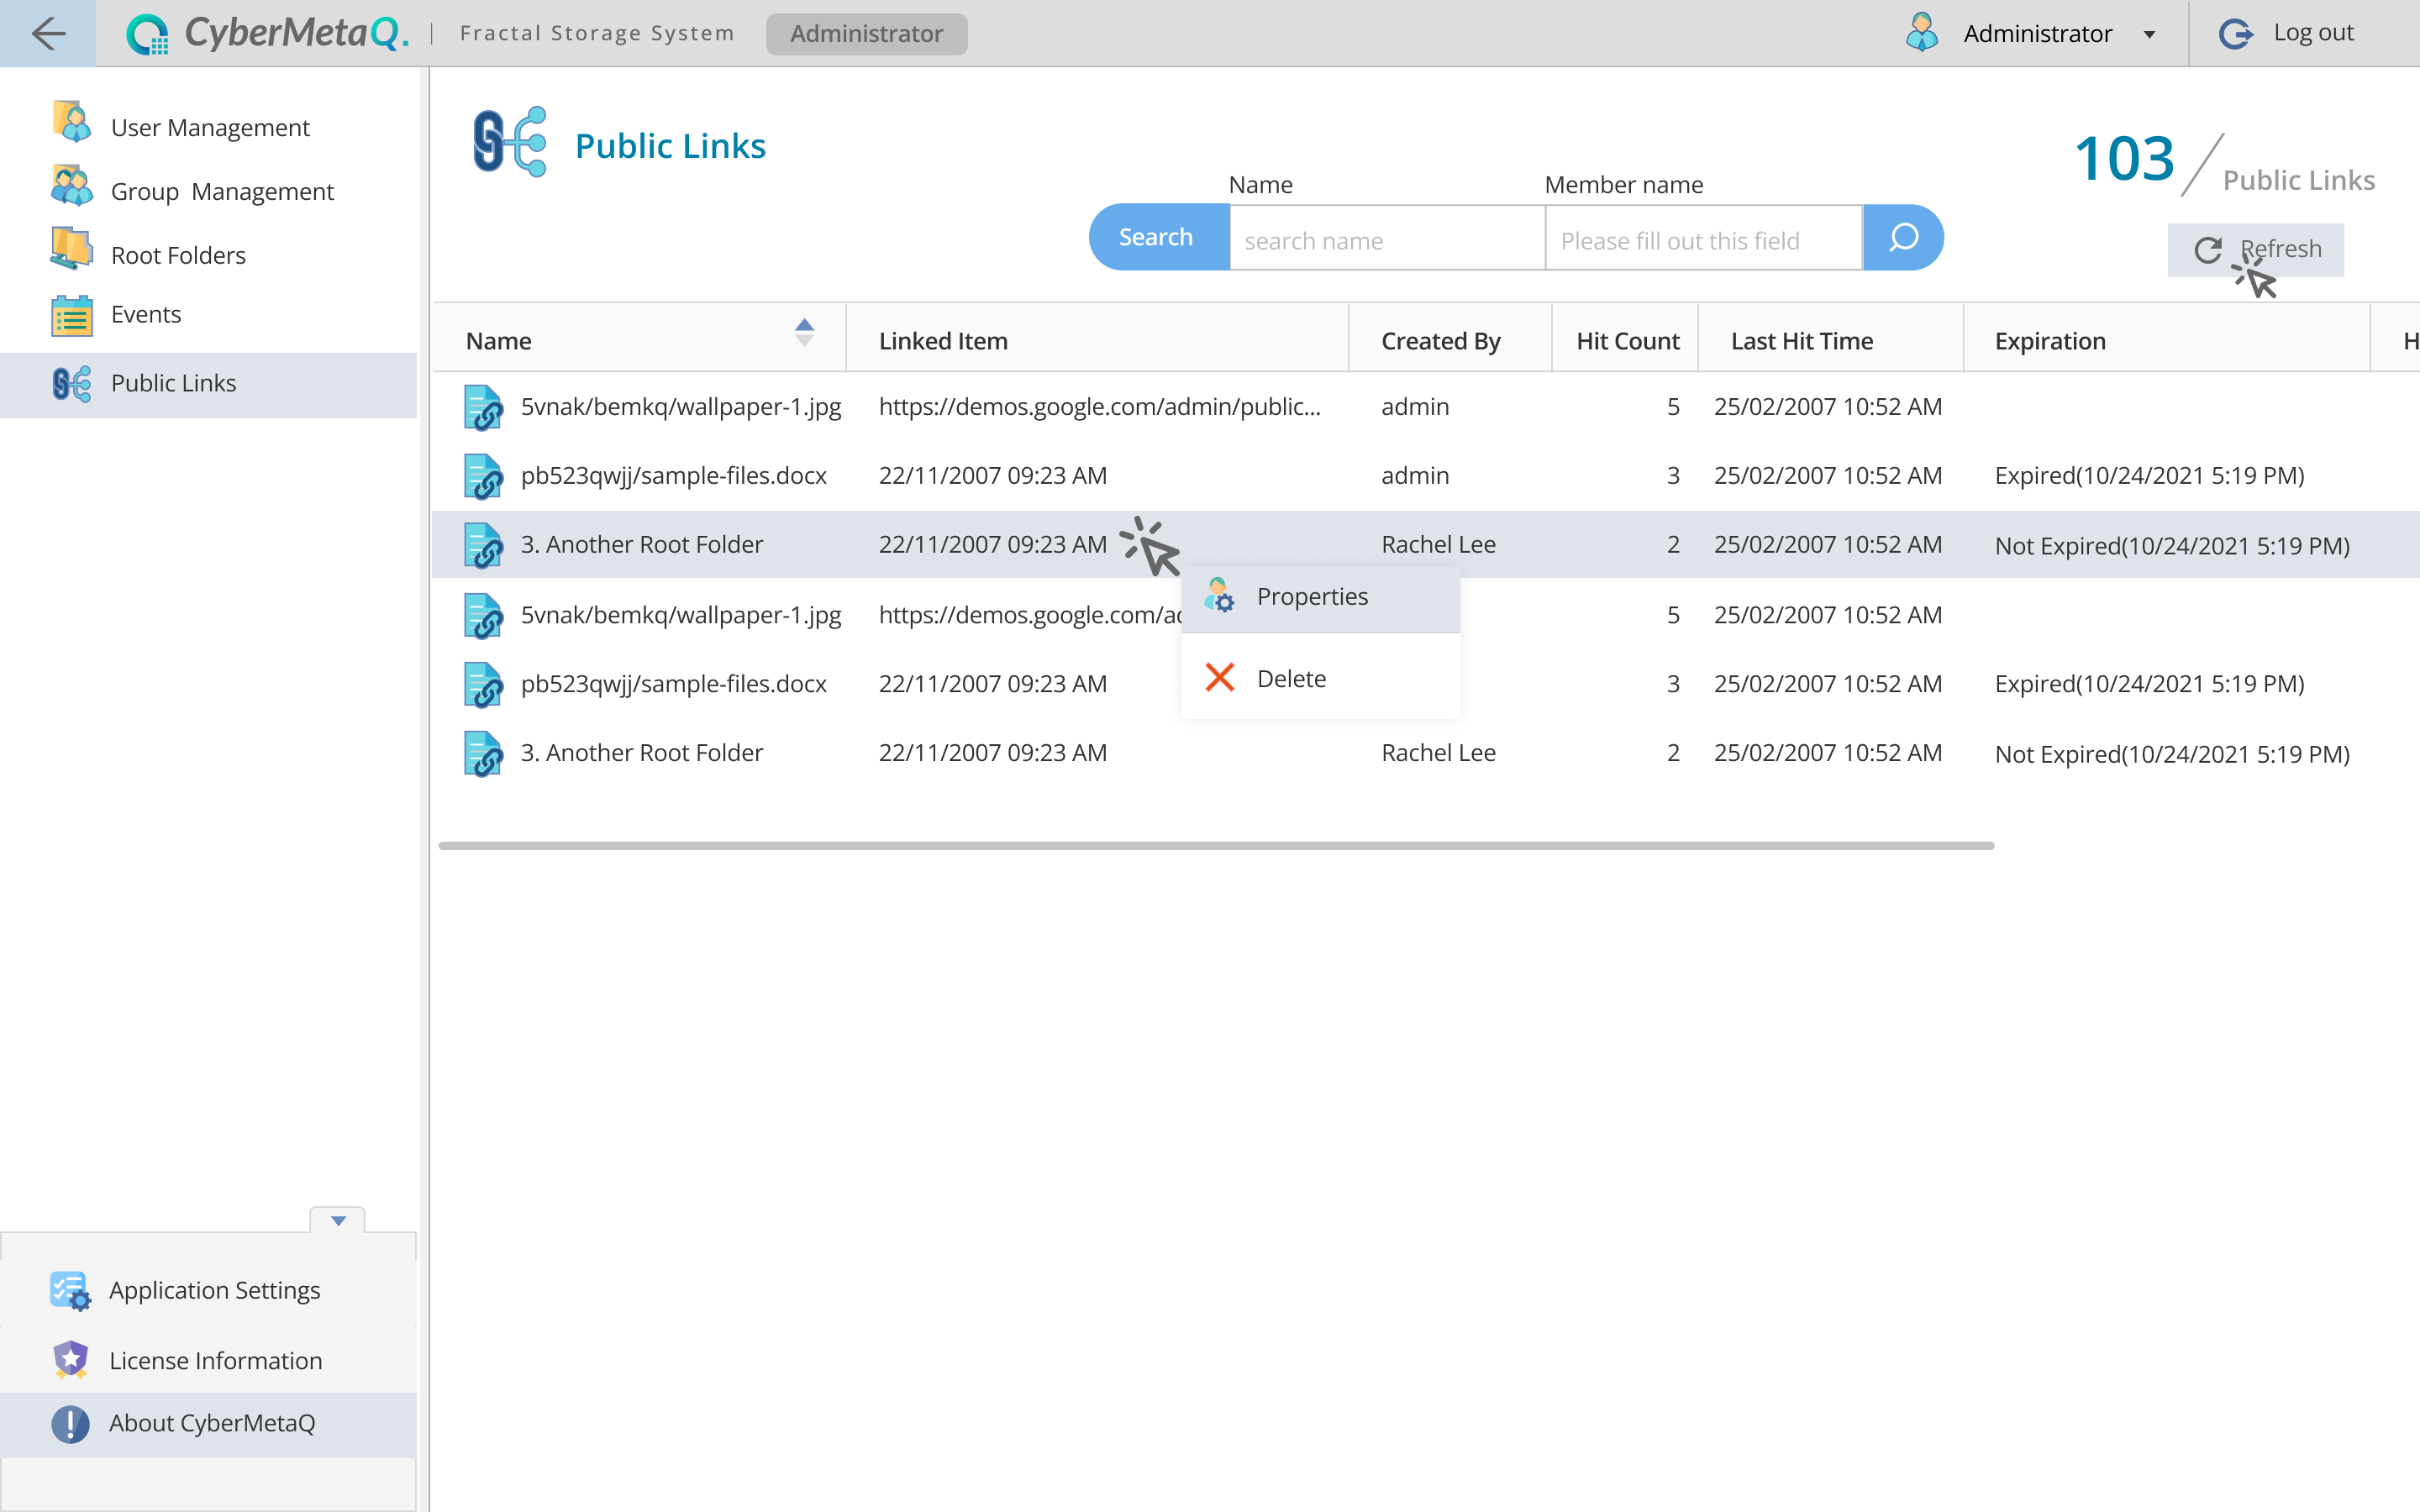 CyberMetaQ. | Fractal Storage System Administrator Administrator Log out
User Management
Group Management
Root Folders
Events
Public Links
Public Links
103 / Public Links
Name Member name
Search search name Please fill out this field
Refresh
Name Linked Item Created By Hit Count Last Hit Time Expiration H
5vnak/bemkq/wallpaper-1.jpg https://demos.google.com/admin/public... admin 5 25/02/2007 10:52 AM
pb523qwjj/sample-files.docx 22/11/2007 09:23 AM admin 3 25/02/2007 10:52 AM Expired(10/24/2021 5:19 PM)
3. Another Root Folder 22/11/2007 09:23 AM Rachel Lee 2 25/02/2007 10:52 AM Not Expired(10/24/2021 5:19 PM)
Properties
5vnak/bemkq/wallpaper-1.jpg https://demos.google.com/ad 5 25/02/2007 10:52 AM
Delete
pb523qwjj/sample-files.docx 22/11/2007 09:23 AM 3 25/02/2007 10:52 AM Expired(10/24/2021 5:19 PM)
3. Another Root Folder 22/11/2007 09:23 AM Rachel Lee 2 25/02/2007 10:52 AM Not Expired(10/24/2021 5:19 PM)
Application Settings
License Information
About CyberMetaQ